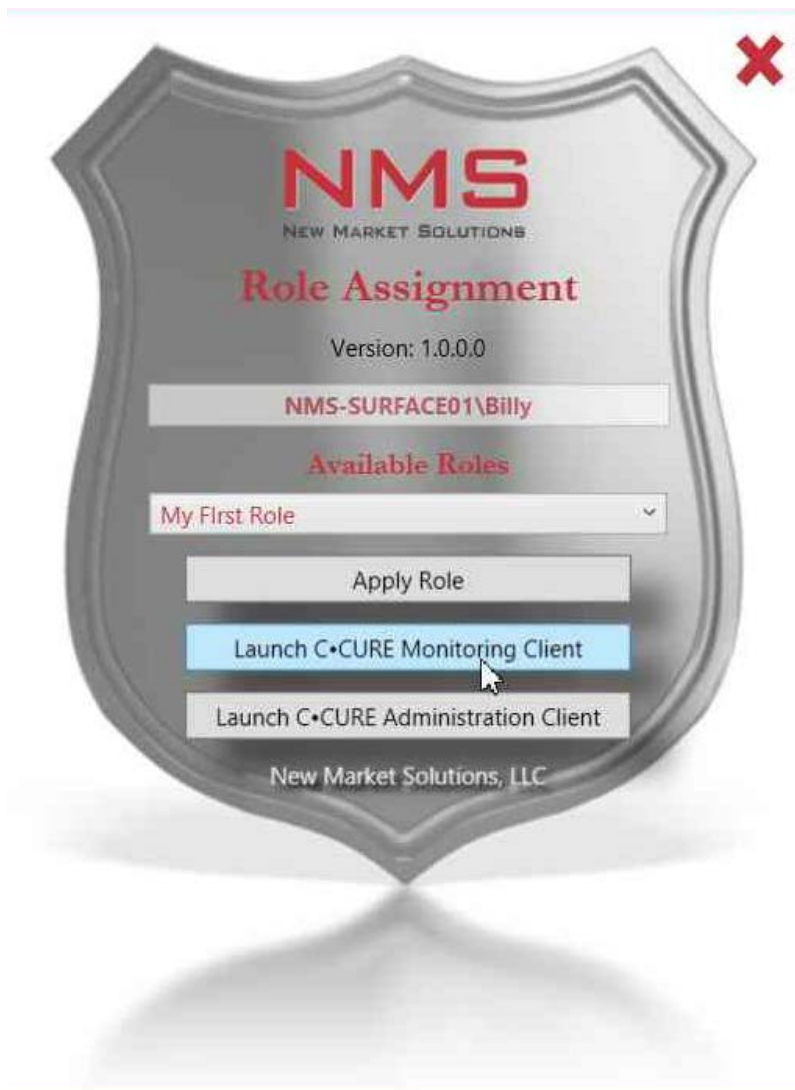 NMS
NEW MARKET SOLUTIONS
Role Assignment
Version: 1.0.0.0
NMS-SURFACE01\Billy
Available Roles
My FIrst Role
Apply Role
Launch C•CURE Monitoring Client
Launch C•CURE Administration Client
New Market Solutions, LLC